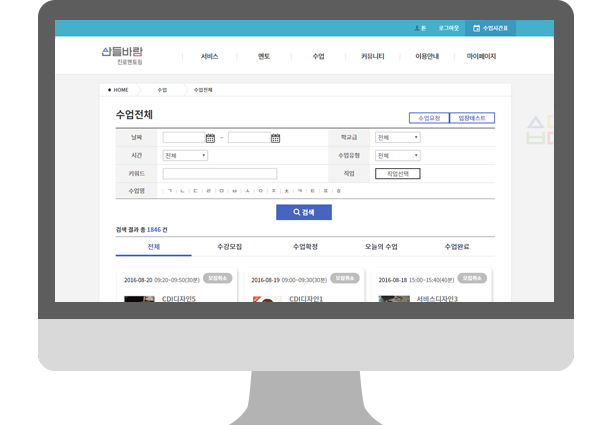 톤 로그아웃 수업시간표
산들바람
진로멘토링
서비스 멘토 수업 커뮤니티 이용안내 마이페이지
HOME 수업 수업전체
수업전체
수업요청 입장테스트
날짜 ~ 학교급 전체
시간 전체 수업유형 전체
키워드 직업 직업선택
수업명 ㄱ ㄴ ㄷ ㄹ ㅁ ㅂ ㅅ ㅇ ㅈ ㅊ ㅋ ㅌ ㅍ ㅎ
검색
검색 결과 총 1846 건
전체 수강모집 수업확정 오늘의 수업 수업완료
2016-08-20 09:20~09:50(30분) 모집취소
2016-08-19 09:00~09:30(30분) 모집취소
2016-08-18 15:00~15:40(40분) 모집취소
CDI디자인5
CDI디자인1
서비스디자인3